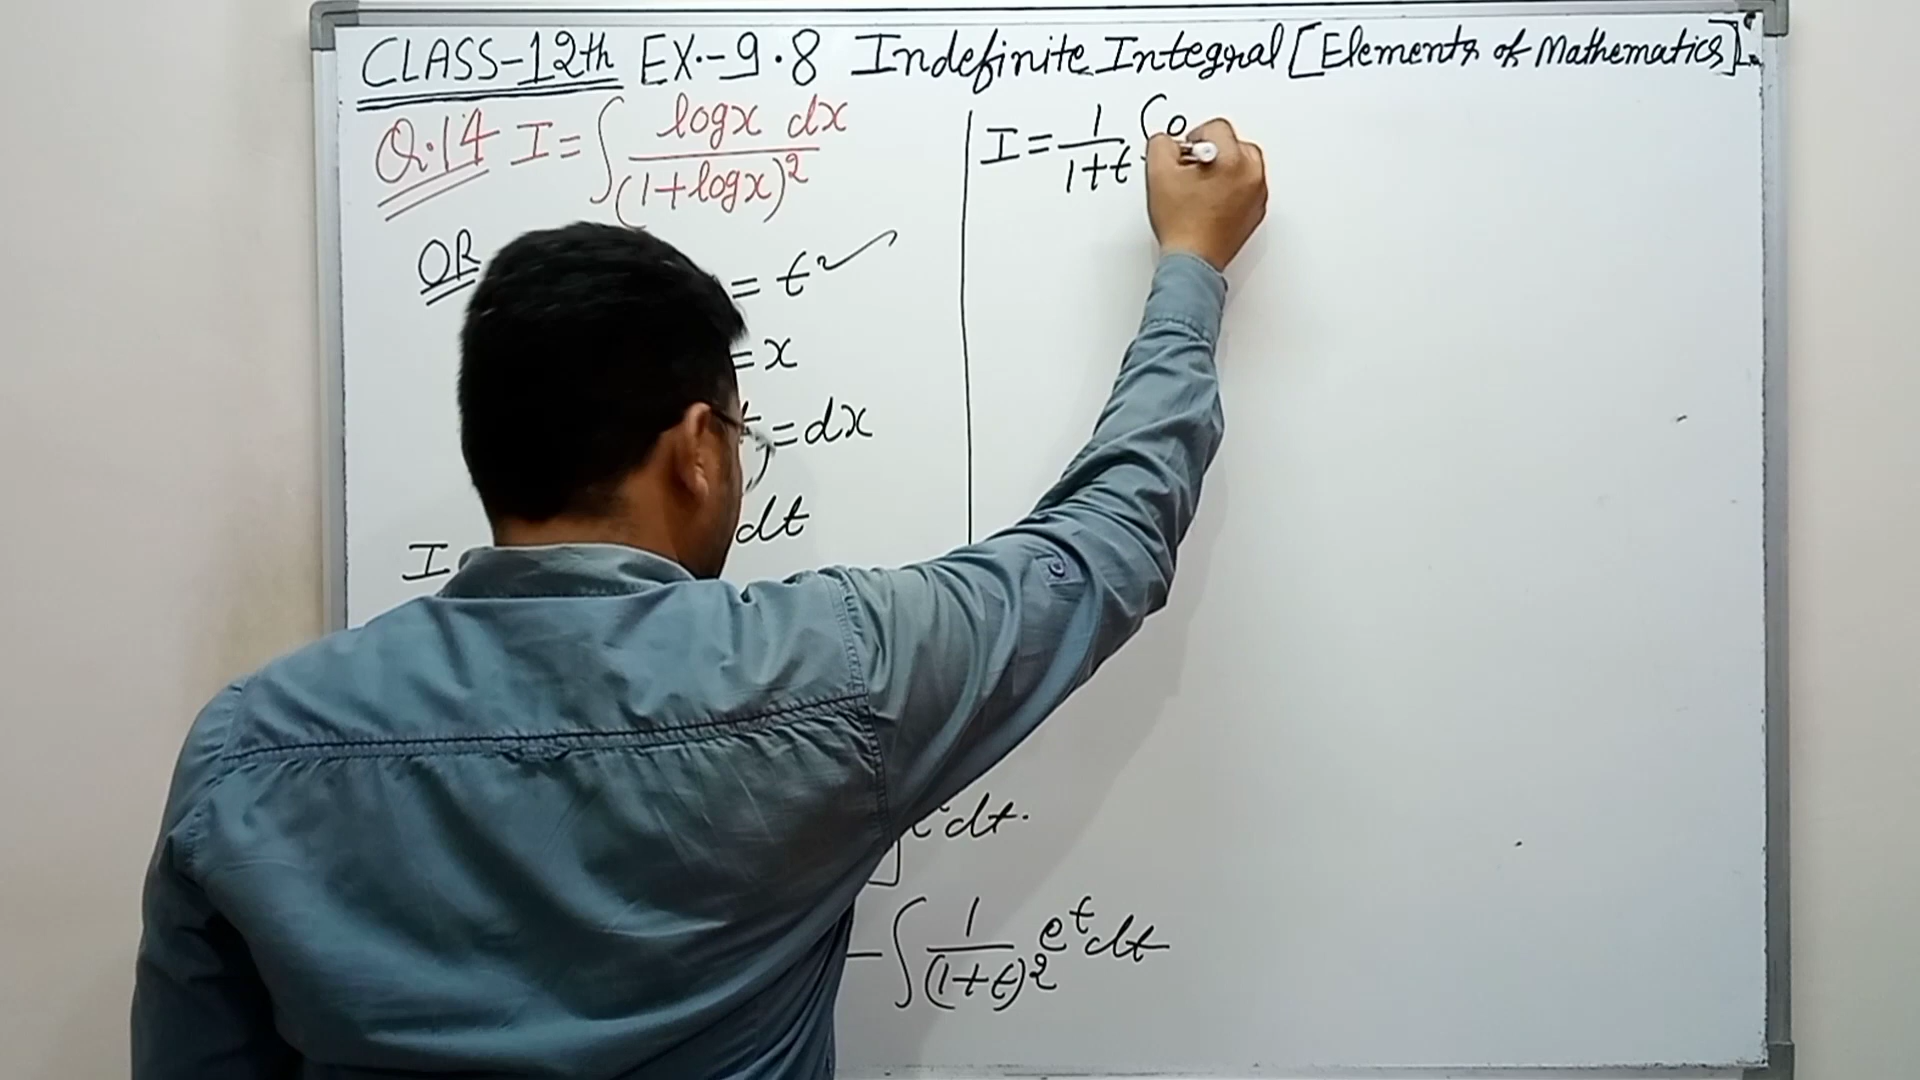 CLASS-12th EX.-9.8 Indefinite Integral [Elements of Mathematics]
Q.14 I=∫ logx dx / (1+logx)²
OR = t
=x
t=dx
dt
I
dt.
-∫ 1/(1+t)² e^t dt
I= 1/(1+t) ∫e